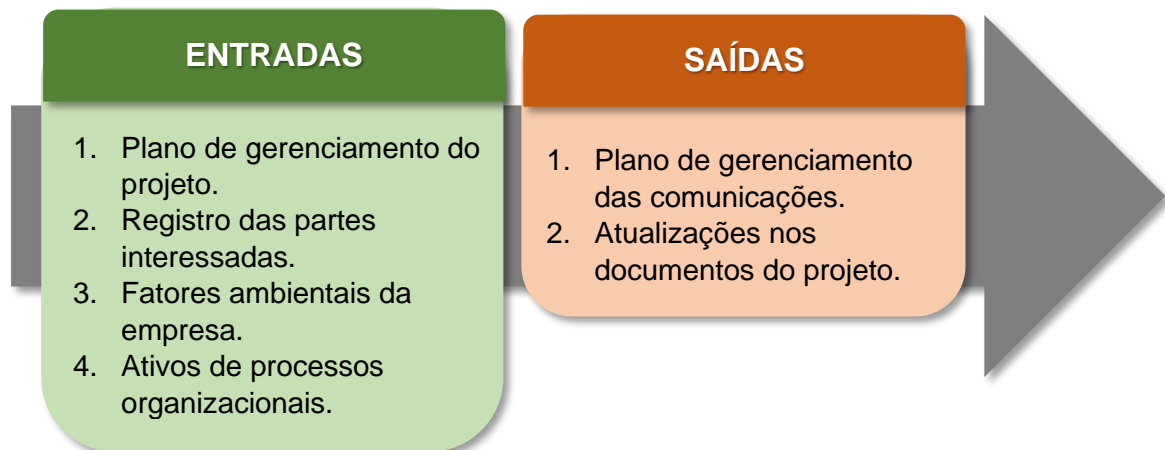 ENTRADAS
1. Plano de gerenciamento do
projeto.
2. Registro das partes
interessadas.
3. Fatores ambientais da
empresa.
4. Ativos de processos
organizacionais.
SAÍDAS
1. Plano de gerenciamento
das comunicações.
2. Atualizações nos
documentos do projeto.